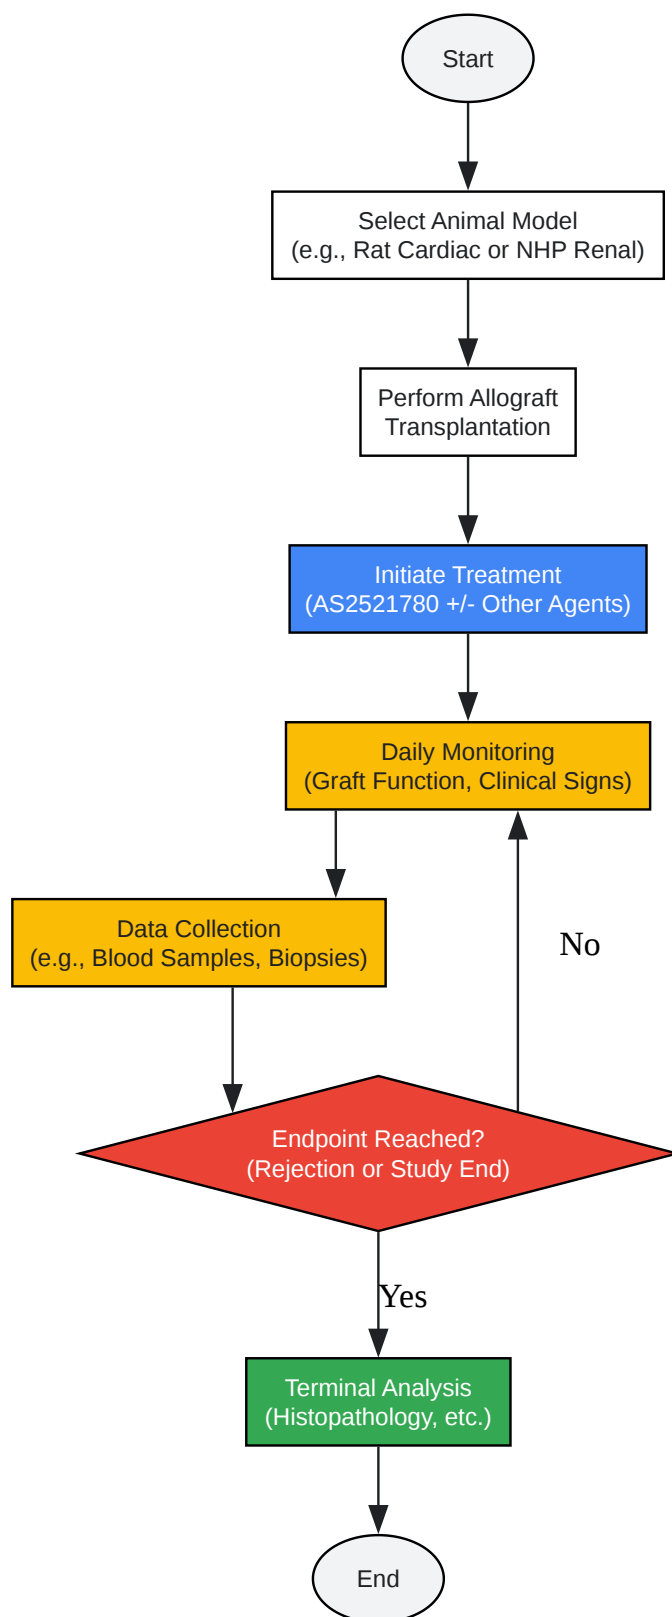 Start
Select Animal Model
(e.g., Rat Cardiac or NHP Renal)
Perform Allograft
Transplantation
Initiate Treatment
(AS2521780 +/- Other Agents)
Daily Monitoring
(Graft Function, Clinical Signs)
Data Collection
(e.g., Blood Samples, Biopsies)
No
Endpoint Reached?
(Rejection or Study End)
Yes
Terminal Analysis
(Histopathology, etc.)
End